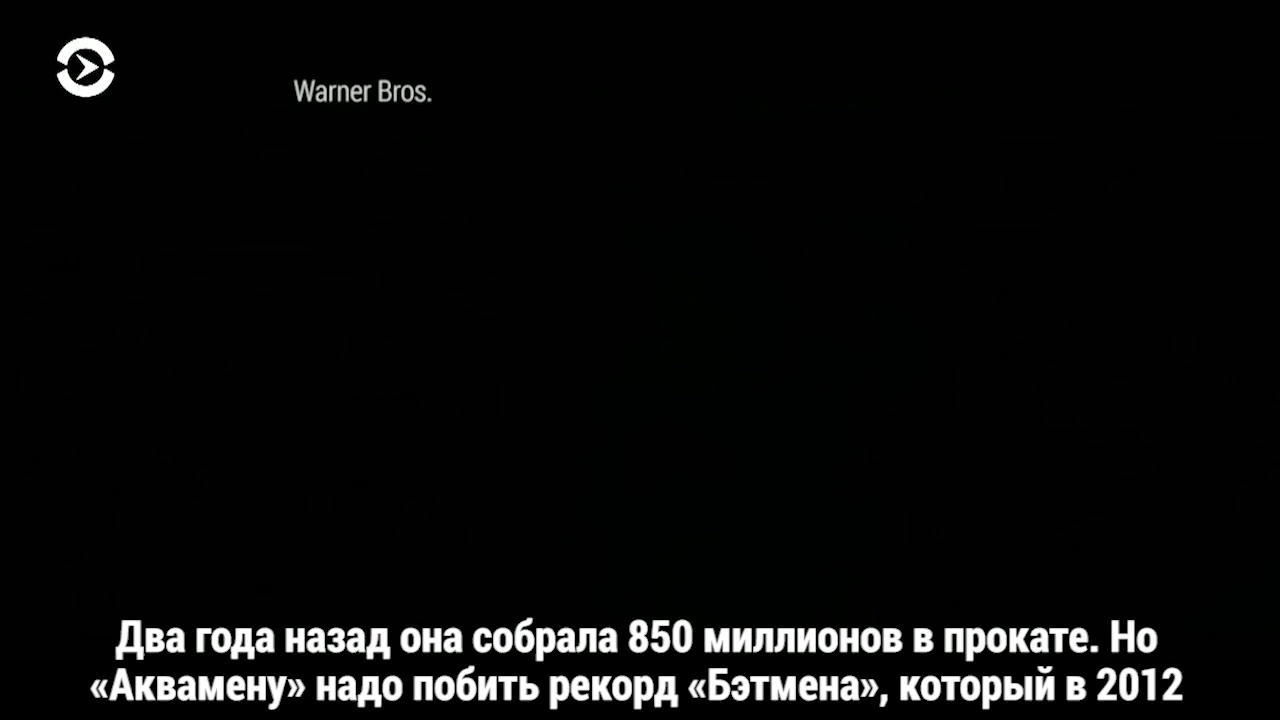 Warner Bros.
Два года назад она собрала 850 миллионов в прокате. Но
«Аквамену» надо побить рекорд «Бэтмена», который в 2012